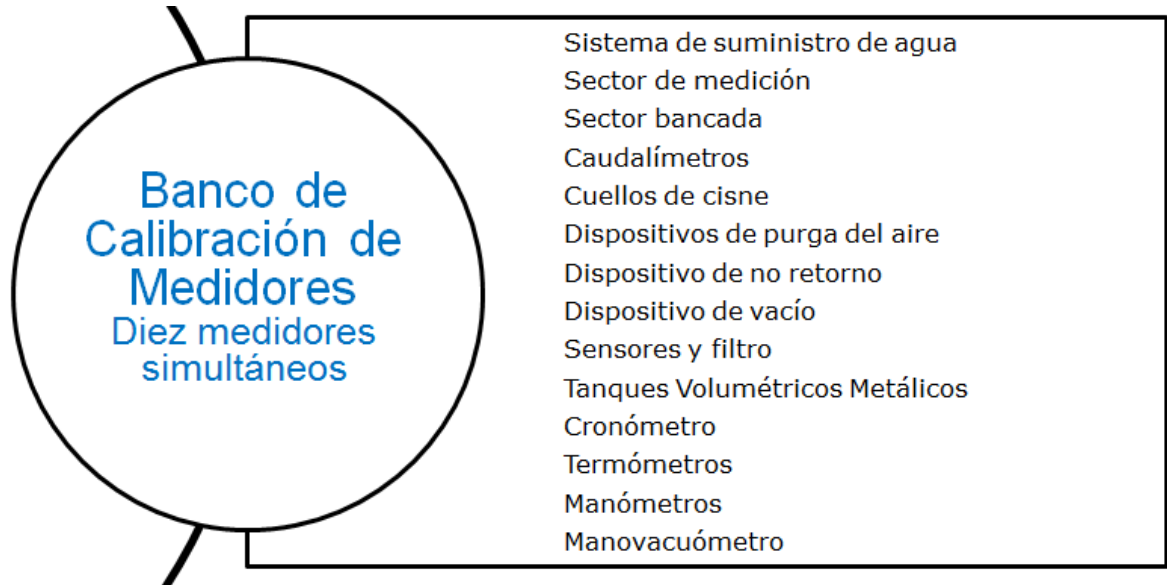 Banco de
Calibración de
Medidores
Diez medidores
simultáneos
Sistema de suministro de agua
Sector de medición
Sector bancada
Caudalímetros
Cuellos de cisne
Dispositivos de purga del aire
Dispositivo de no retorno
Dispositivo de vacío
Sensores y filtro
Tanques Volumétricos Metálicos
Cronómetro
Termómetros
Manómetros
Manovacuómetro